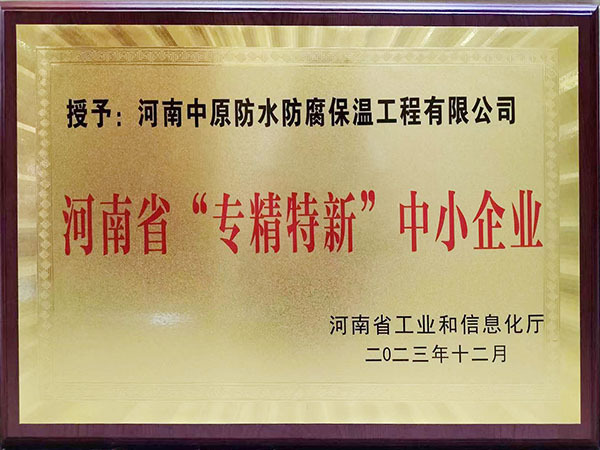 授予：河南中原防水防腐保温工程有限公司
河南省“专精特新”中小企业
河南省工业和信息化厅
二0二三年十二月